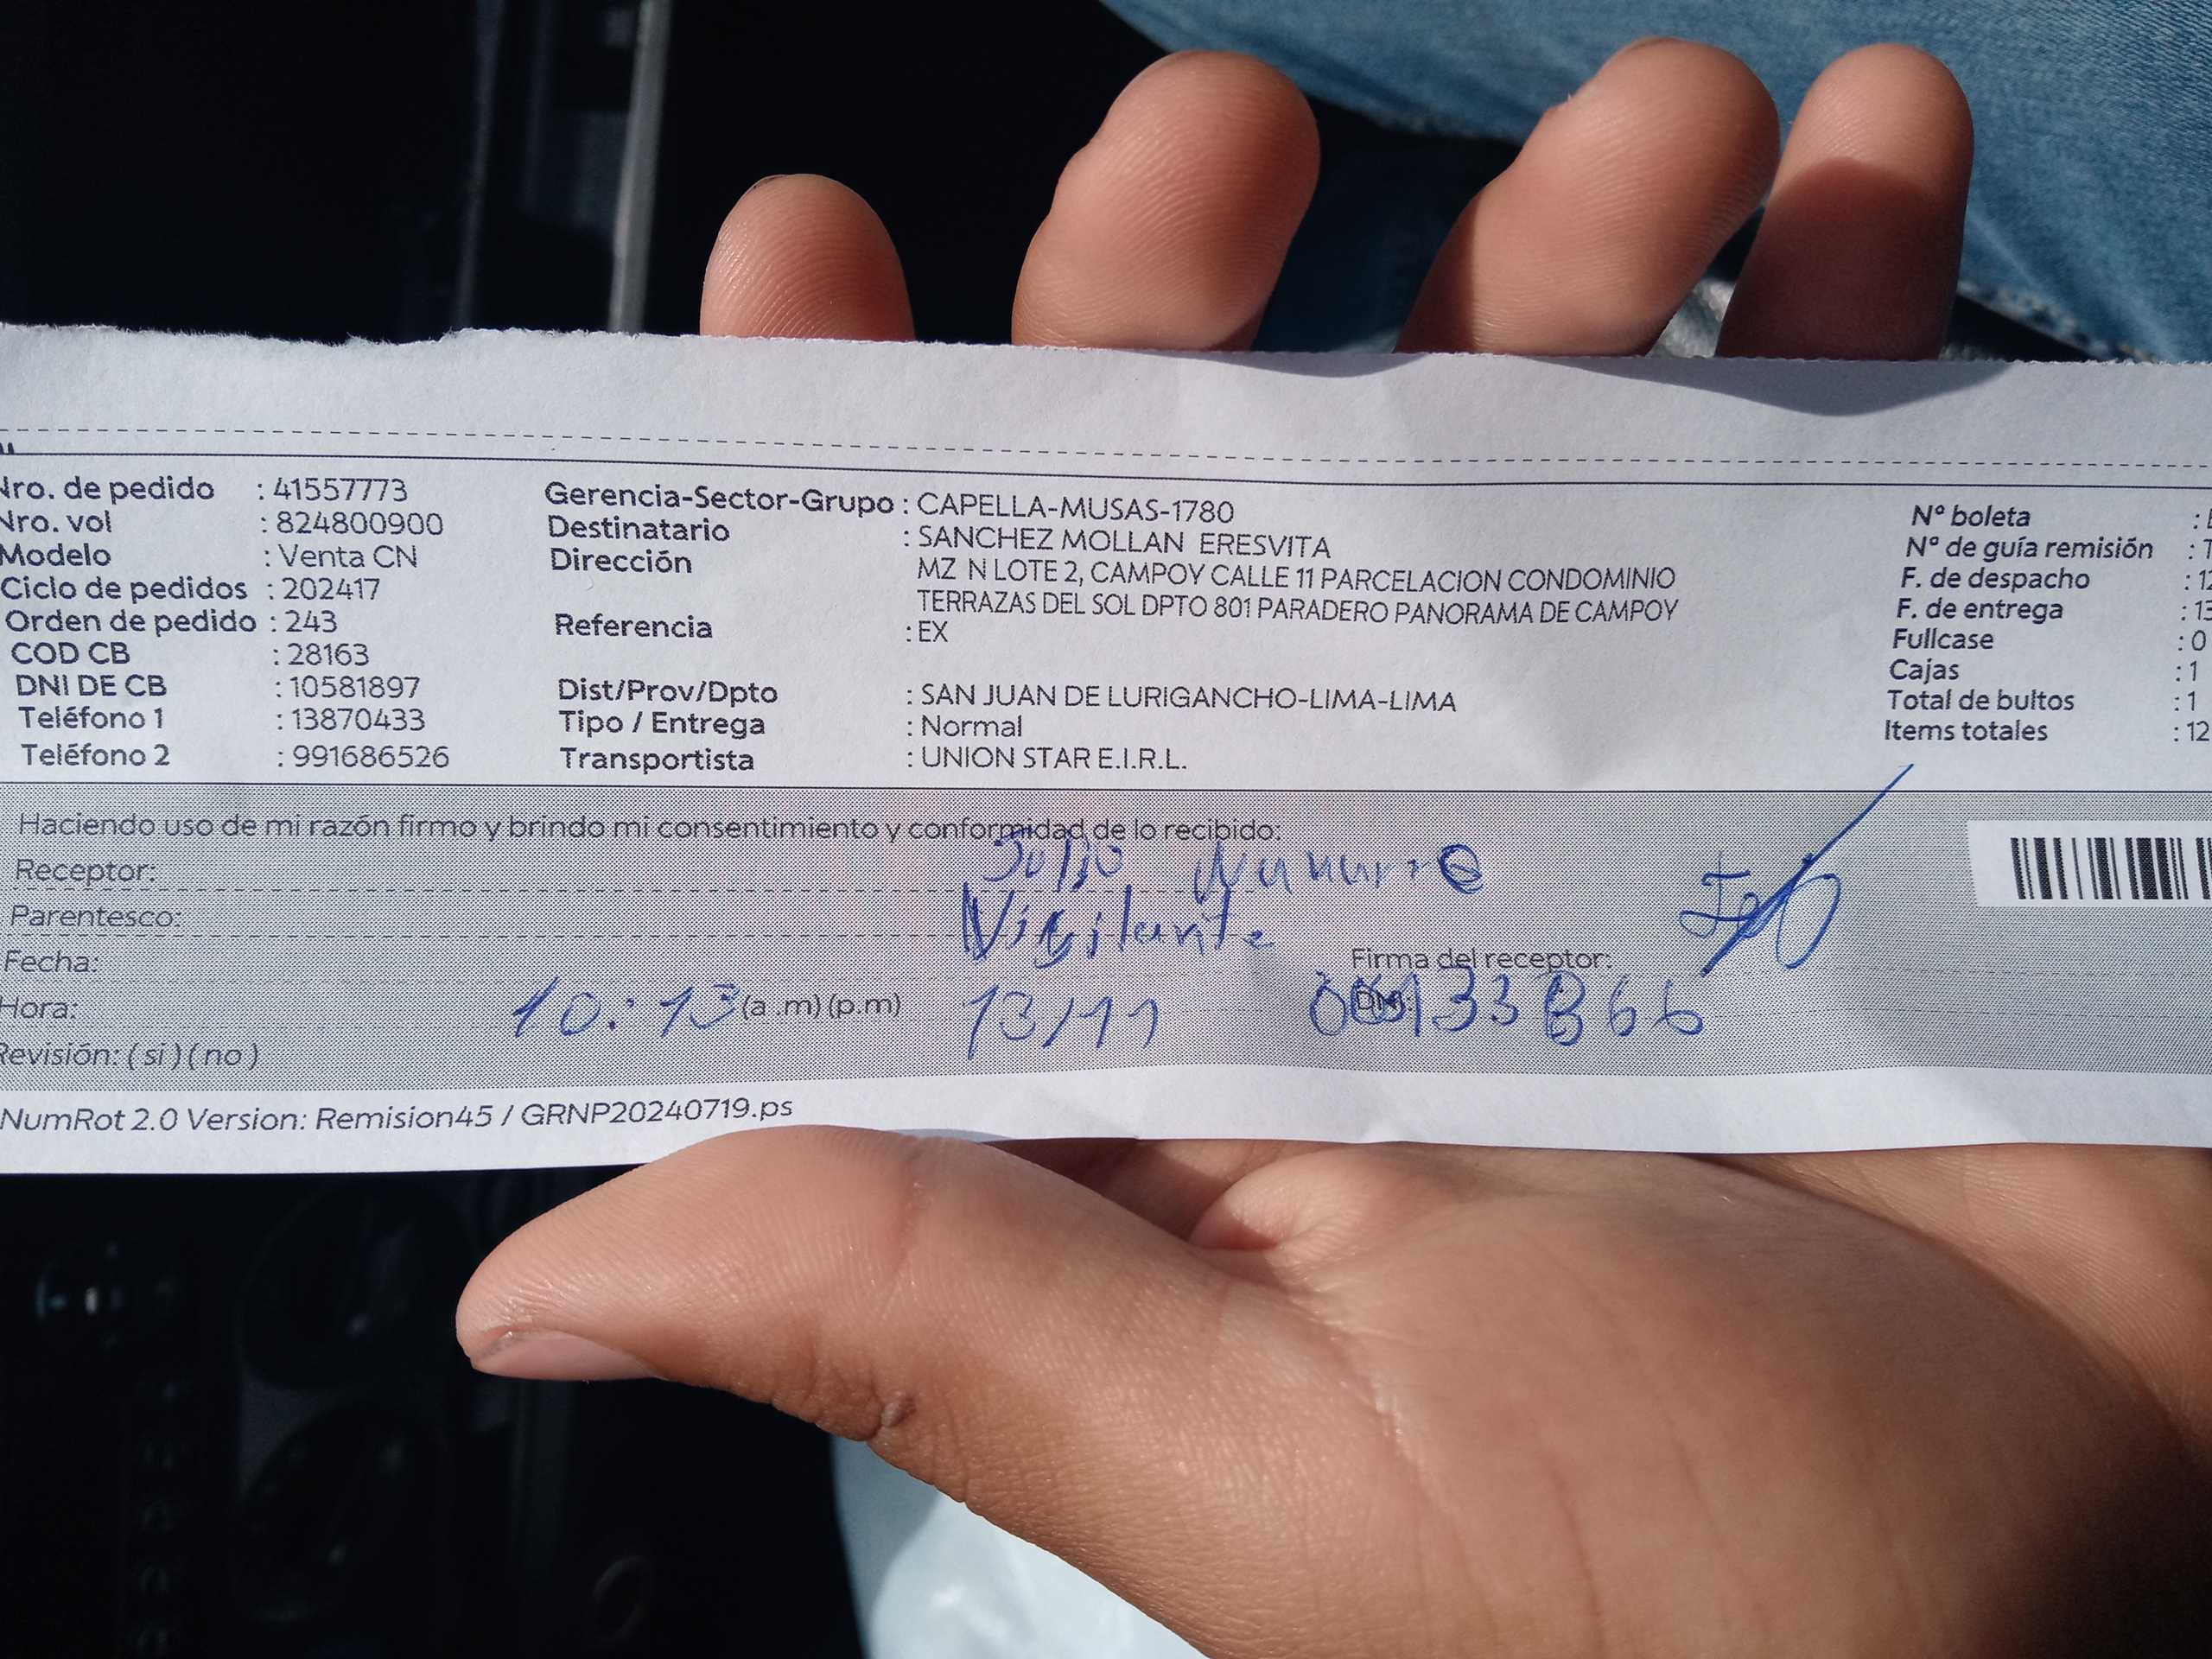 Nro. de pedido : 41557773
Nro. vol : 824800900
Modelo : Venta CN
Ciclo de pedidos : 202417
Orden de pedido : 243
COD CB : 28163
DNI DE CB : 10581897
Teléfono 1 : 13870433
Teléfono 2 : 991686526
Gerencia-Sector-Grupo : CAPELLA-MUSAS-1780
Destinatario : SANCHEZ MOLLAN ERESVITA
Dirección MZ N LOTE 2, CAMPOY CALLE 11 PARCELACION CONDOMINIO
TERRAZAS DEL SOL DPTO 801 PARADERO PANORAMA DE CAMPOY
Referencia : EX
Dist/Prov/Dpto : SAN JUAN DE LURIGANCHO-LIMA-LIMA
Tipo / Entrega : Normal
Transportista : UNION STAR E.I.R.L.
N° boleta :
N° de guía remisión : T
F. de despacho : 12
F. de entrega : 13
Fullcase : 0
Cajas : 1
Total de bultos : 1
Items totales : 12
Haciendo uso de mi razón firmo y brindo mi consentimiento y conformidad de lo recibido:
Receptor: Julio
Parentesco: Vigilante
Fecha: Firma del receptor:
Hora: 10:13 (a .m) (p.m) 13/11 DNI:
Revisión: ( si ) ( no )
NumRot 2.0 Version: Remision45 / GRNP20240719.ps